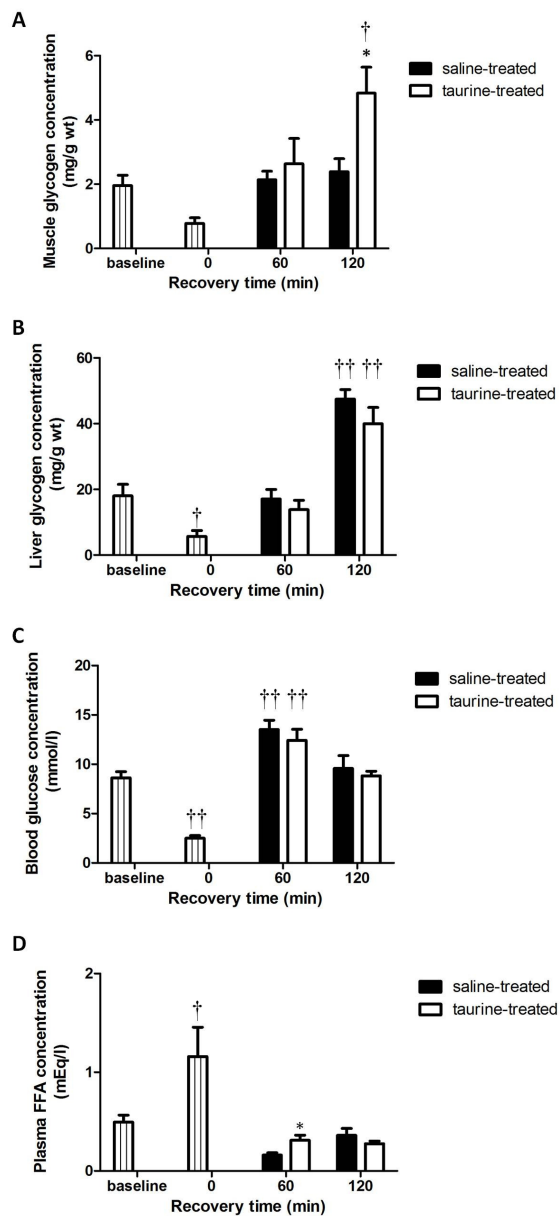 A
Muscle glycogen concentration
(mg/g wt)
6
4
2
0
†
*
saline-treated
taurine-treated
baseline 0 60 120
Recovery time (min)
B
Liver glycogen concentration
(mg/g wt)
60
40
20
0
†
†† ††
saline-treated
taurine-treated
baseline 0 60 120
Recovery time (min)
C
Blood glucose concentration
(mmol/l)
20
15
10
5
0
††
†† ††
saline-treated
taurine-treated
baseline 0 60 120
Recovery time (min)
D
Plasma FFA concentration
(mEq/l)
2
1
0
†
*
saline-treated
taurine-treated
baseline 0 60 120
Recovery time (min)